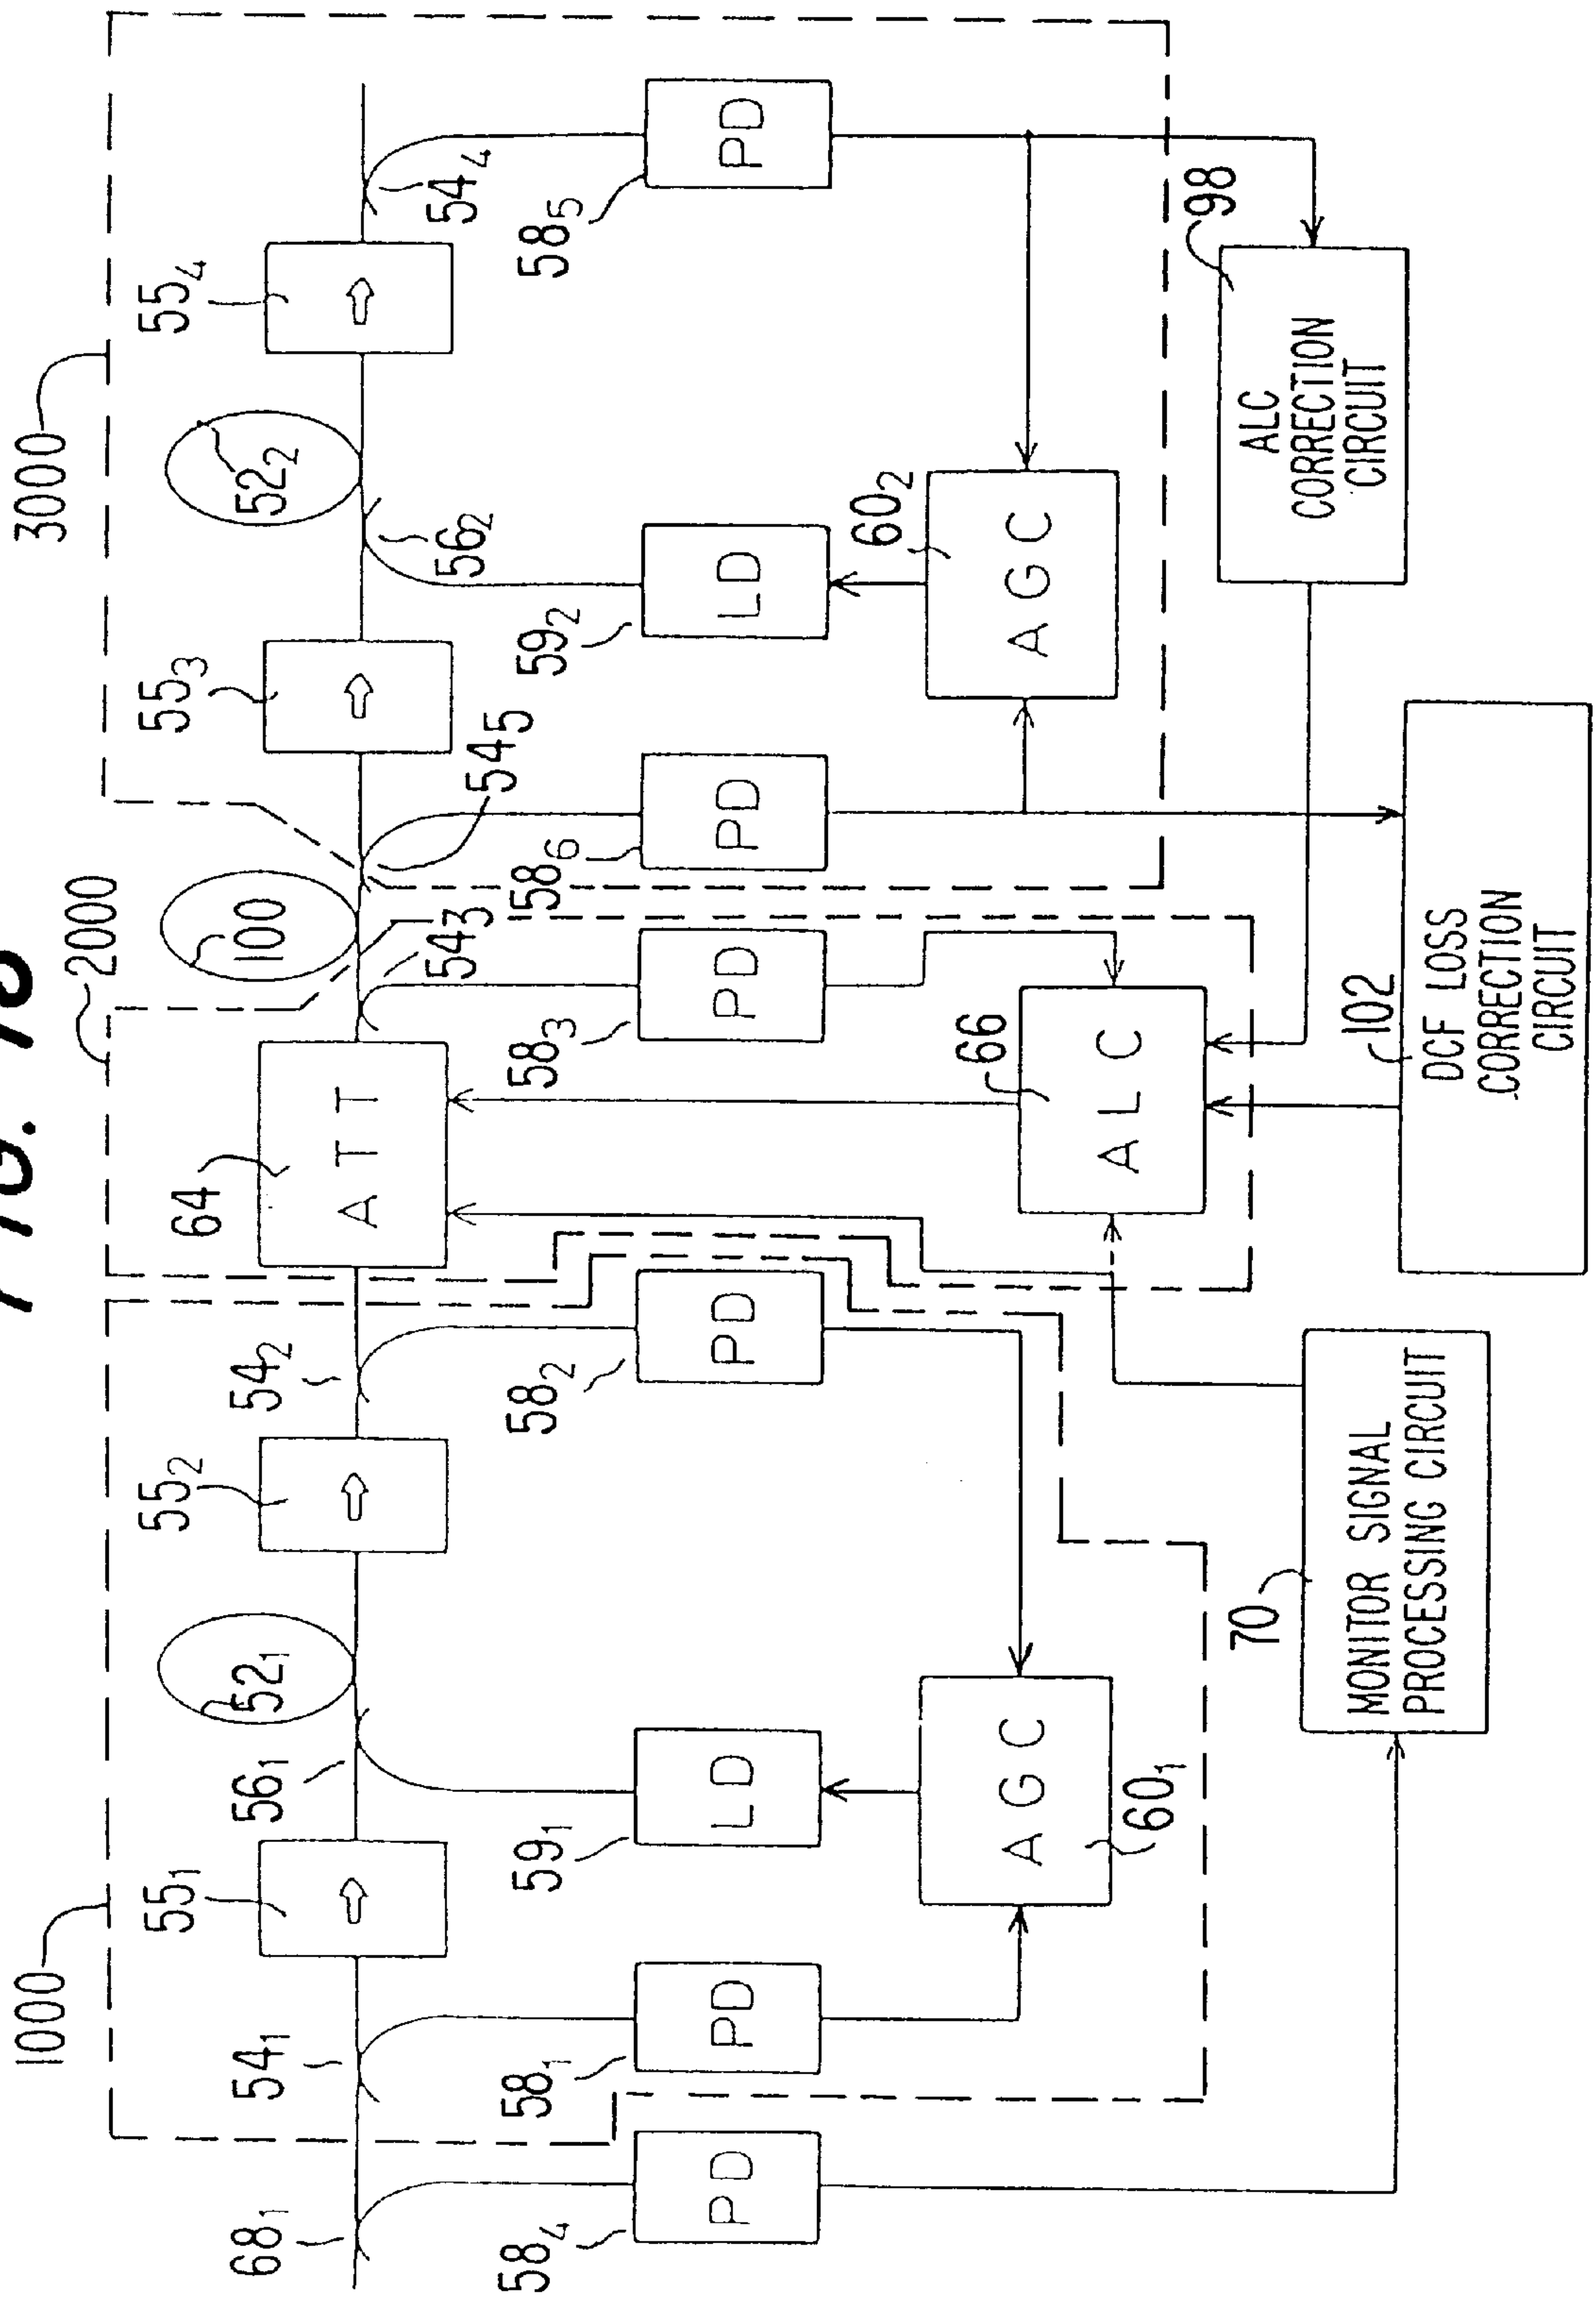 1000
2000
3000
68₁
54₁
55₁
56₁
52₁
55₂
54₂
64
ATT
54₃
100
54₅
55₃
56₂
52₂
55₄
54₄
58₄
PD
58₁
PD
59₁
LD
58₂
PD
58₃
PD
58₆
PD
59₂
LD
58₅
PD
AGC
60₁
66
ALC
AGC
60₂
70
MONITOR SIGNAL
PROCESSING CIRCUIT
102
DCF LOSS
CORRECTION
CIRCUIT
98
ALC
CORRECTION
CIRCUIT